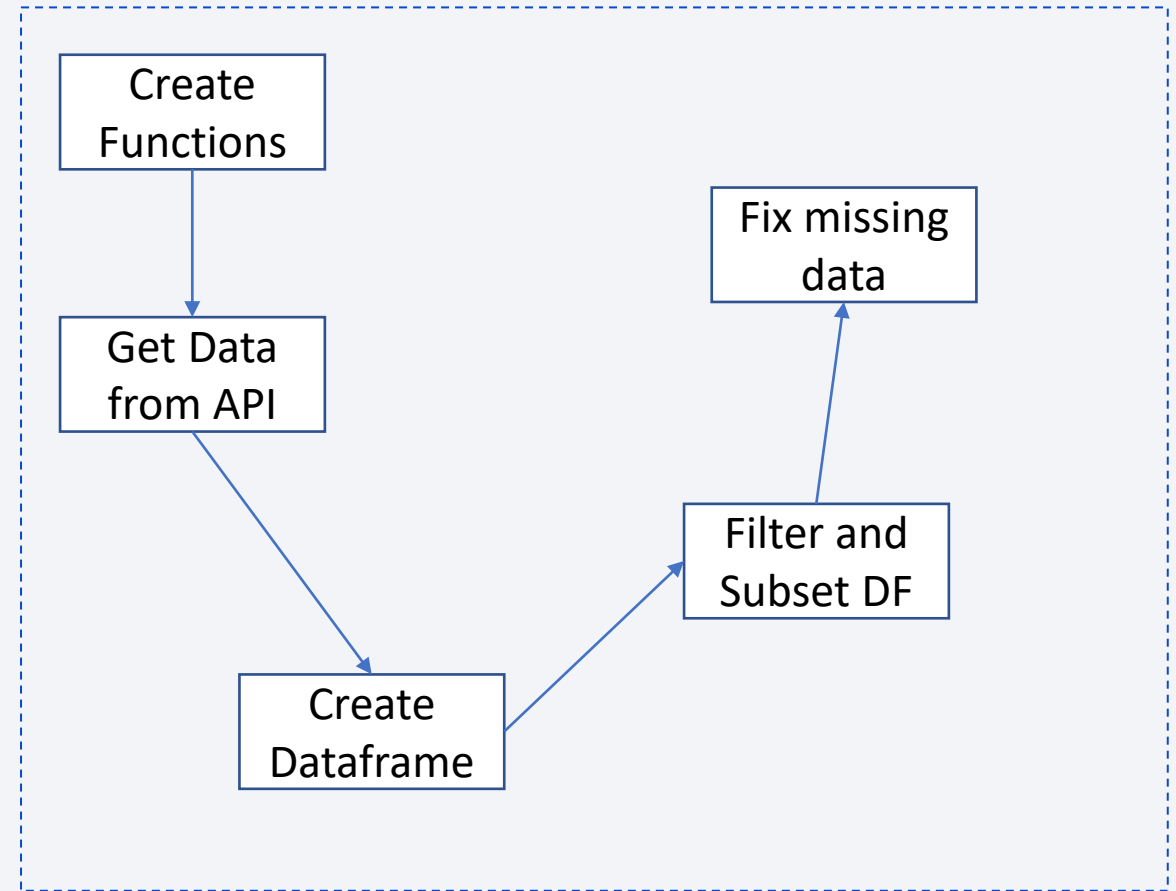 Create
Functions
Get Data
from API
Create
Dataframe
Filter and
Subset DF
Fix missing
data